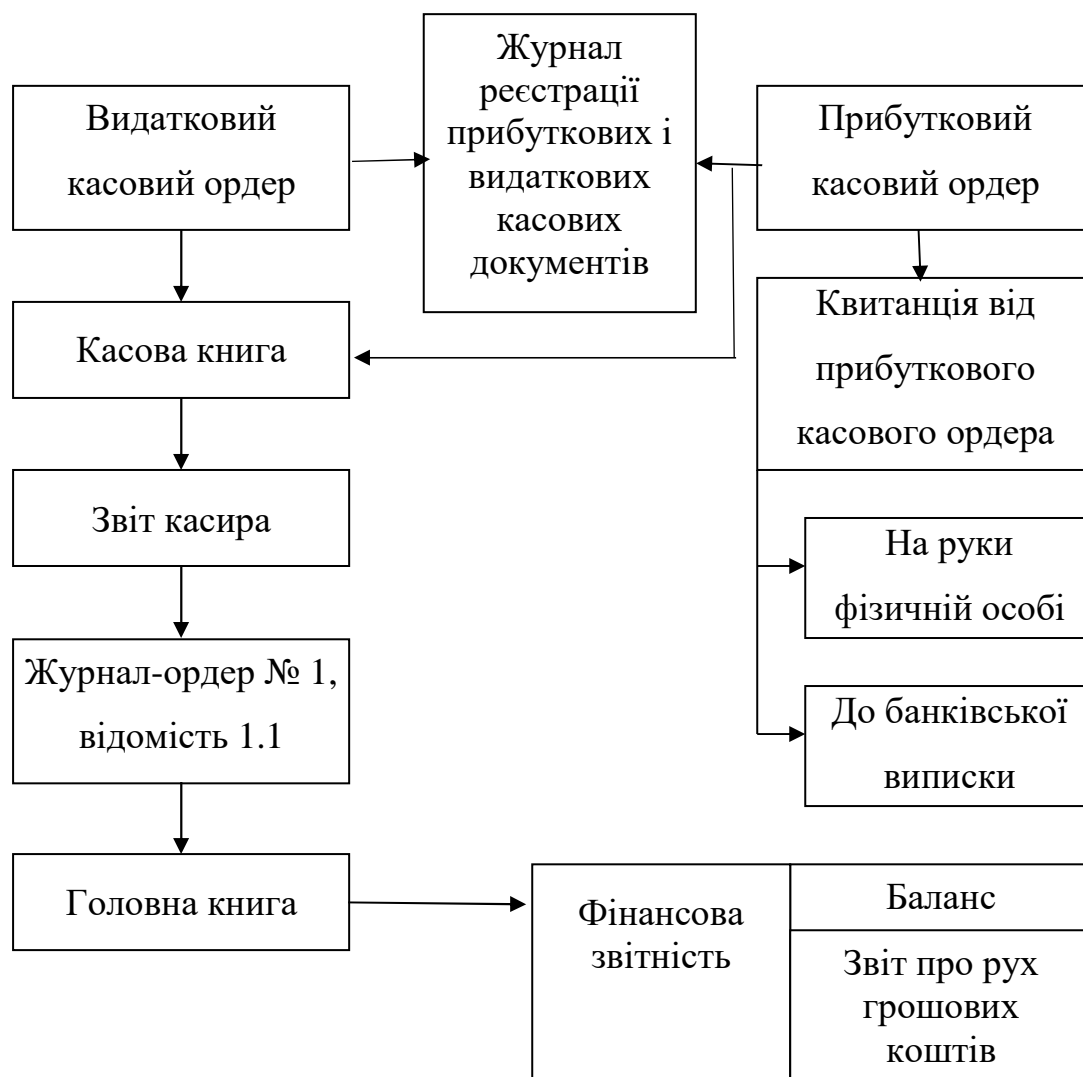 Журнал
реєстрації
прибуткових і
видаткових
касових
документів
Видатковий
касовий ордер
Прибутковий
касовий ордер
Квитанція від
прибуткового
касового ордера
Касова книга
Звіт касира
На руки
фізичній особі
Журнал-ордер № 1,
відомість 1.1
До банківської
виписки
Головна книга
Фінансова
звітність
Баланс
Звіт про рух
грошових
коштів